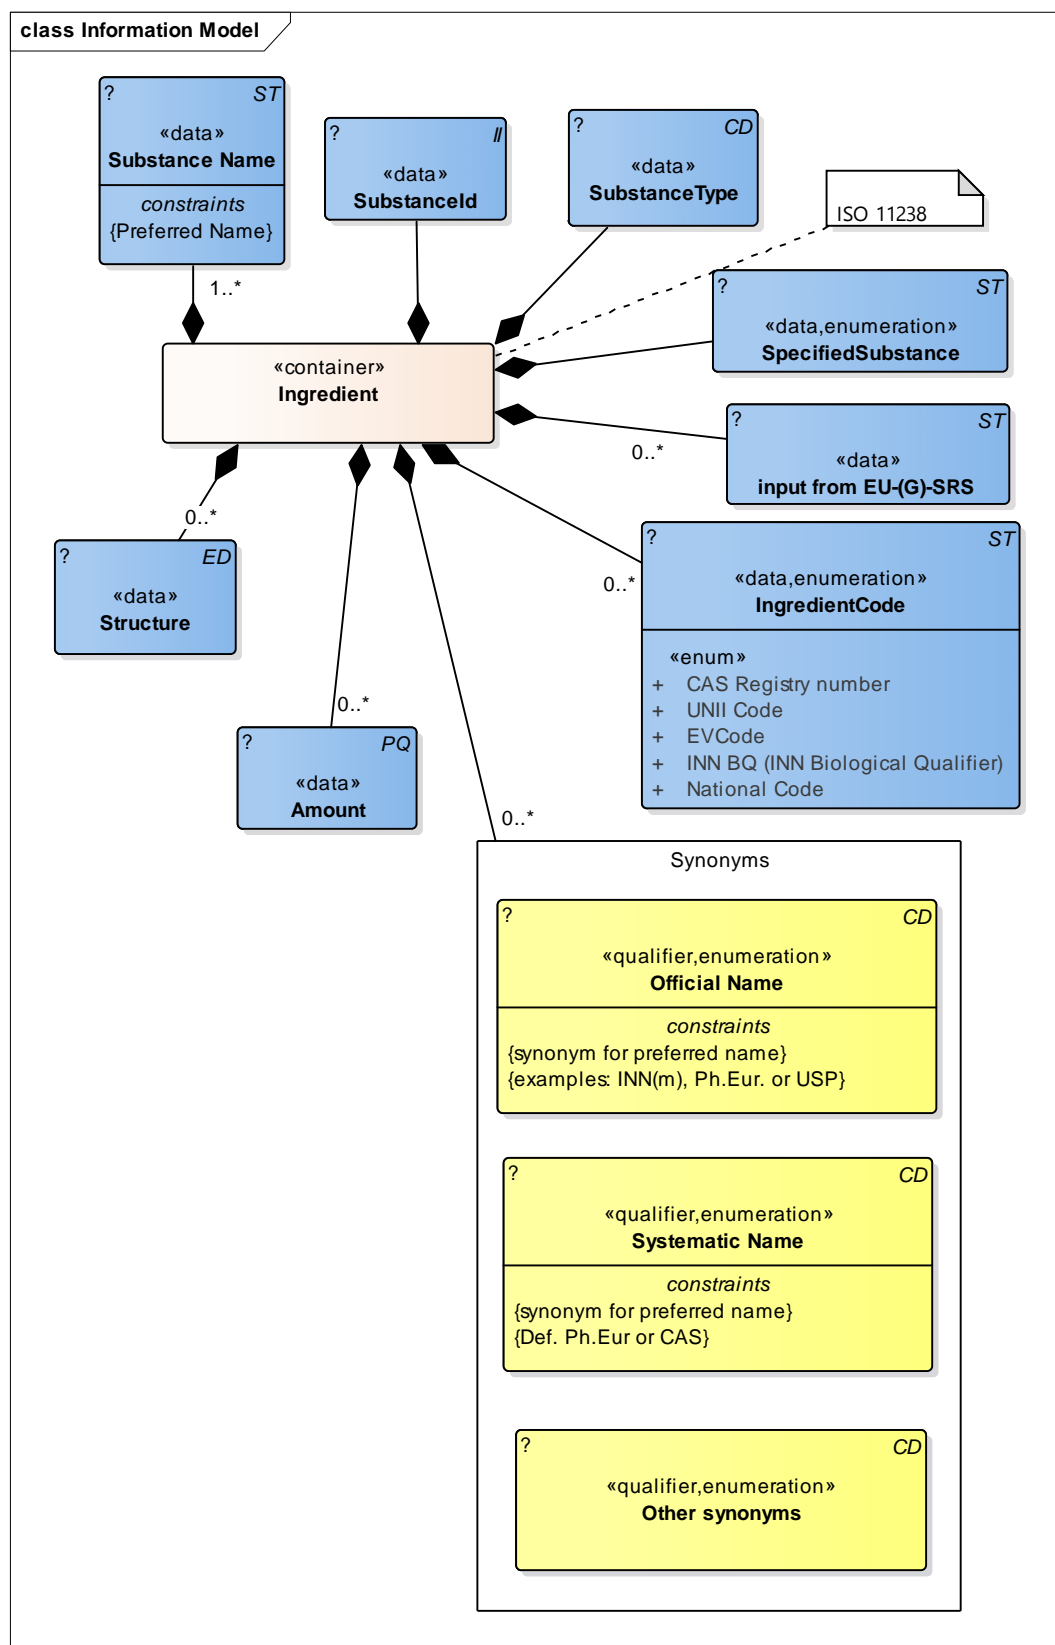 class Information Model
? ST
«data»
Substance Name
constraints
{Preferred Name}
? II
«data»
SubstanceId
? CD
«data»
SubstanceType
ISO 11238
1..*
? ST
«data,enumeration»
SpecifiedSubstance
«container»
Ingredient
? ST
«data»
input from EU-(G)-SRS
0..*
0..*
? ED
«data»
Structure
? ST
«data,enumeration»
IngredientCode
«enum»
+ CAS Registry number
+ UNII Code
+ EVCode
+ INN BQ (INN Biological Qualifier)
+ National Code
0..*
0..*
? PQ
«data»
Amount
0..*
Synonyms
? CD
«qualifier,enumeration»
Official Name
constraints
{synonym for preferred name}
{examples: INN(m), Ph.Eur. or USP}
? CD
«qualifier,enumeration»
Systematic Name
constraints
{synonym for preferred name}
{Def. Ph.Eur or CAS}
? CD
«qualifier,enumeration»
Other synonyms